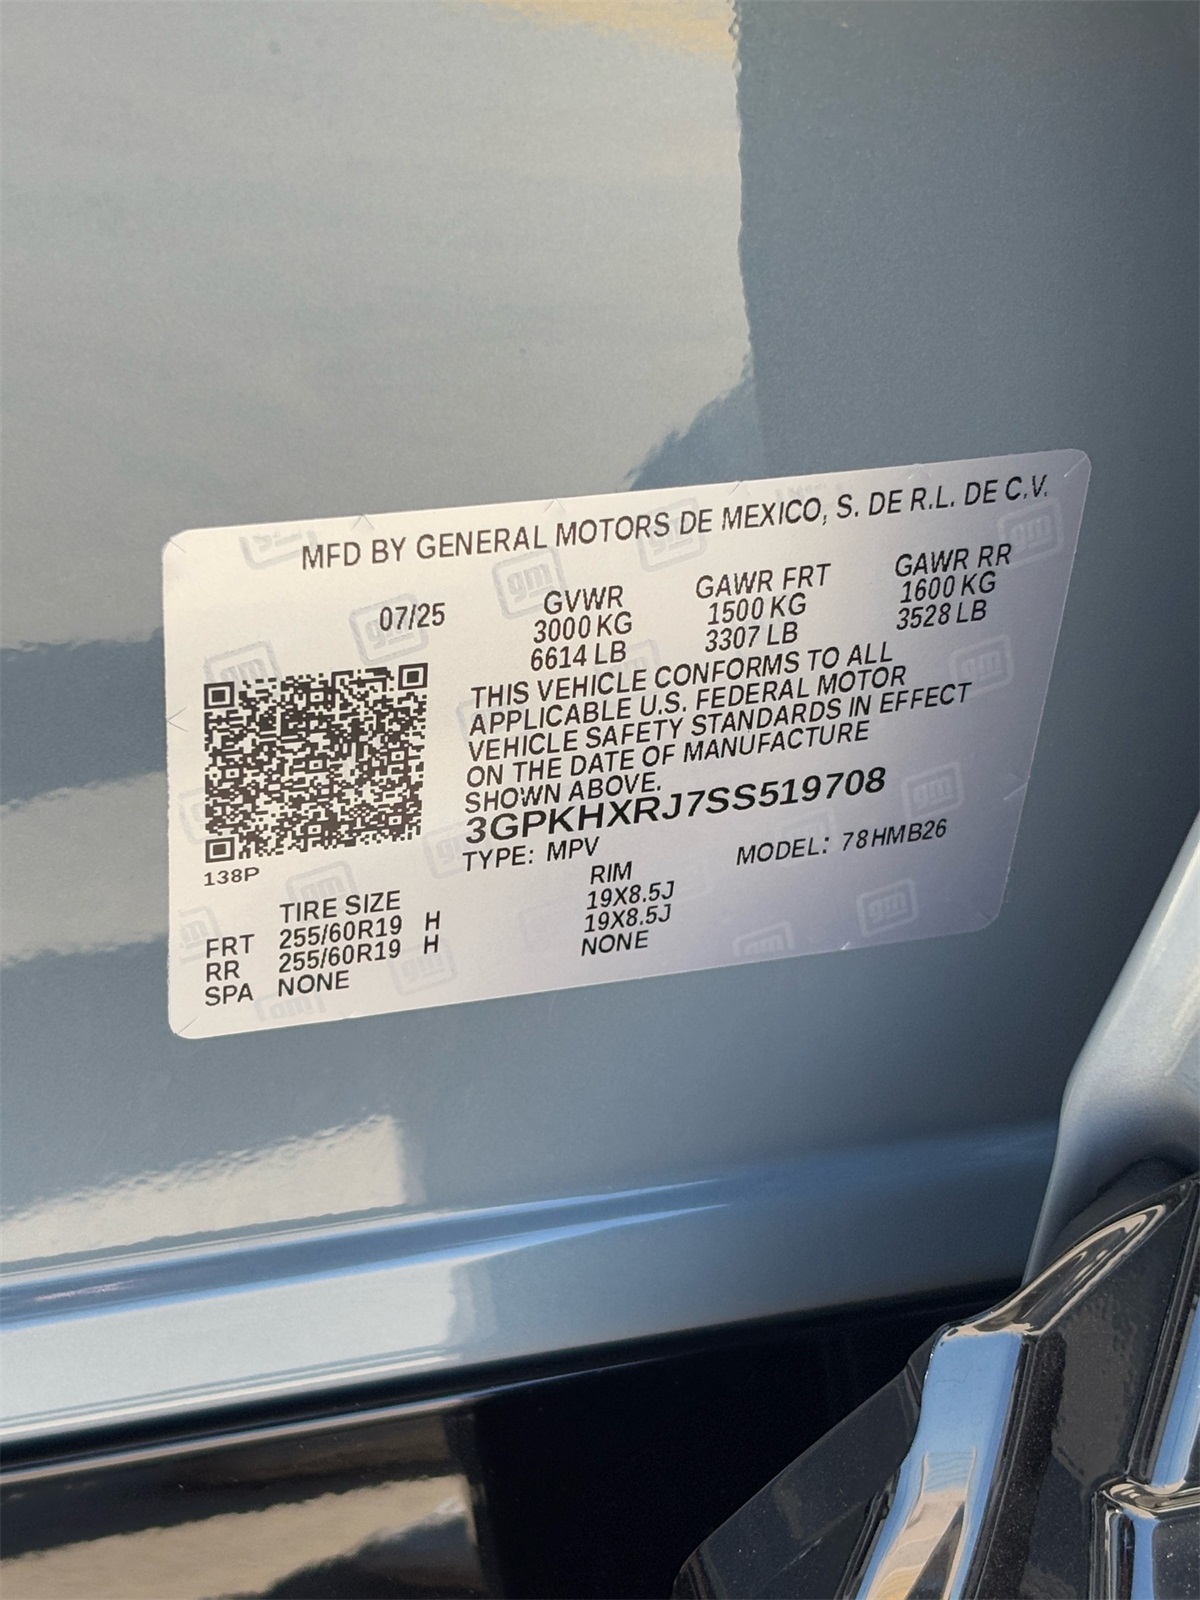 MFD BY GENERAL MOTORS DE MEXICO, S. DE R.L. DE C.V.
07/25 GVWR GAWR FRT GAWR RR
3000 KG 1500 KG 1600 KG
6614 LB 3307 LB 3528 LB
THIS VEHICLE CONFORMS TO ALL
APPLICABLE U.S. FEDERAL MOTOR
VEHICLE SAFETY STANDARDS IN EFFECT
ON THE DATE OF MANUFACTURE
SHOWN ABOVE.
3GPKHXRJ7SS519708
TYPE: MPV MODEL: 78HMB26
138P
TIRE SIZE RIM
FRT 255/60R19 H 19X8.5J
RR 255/60R19 H 19X8.5J
SPA NONE NONE